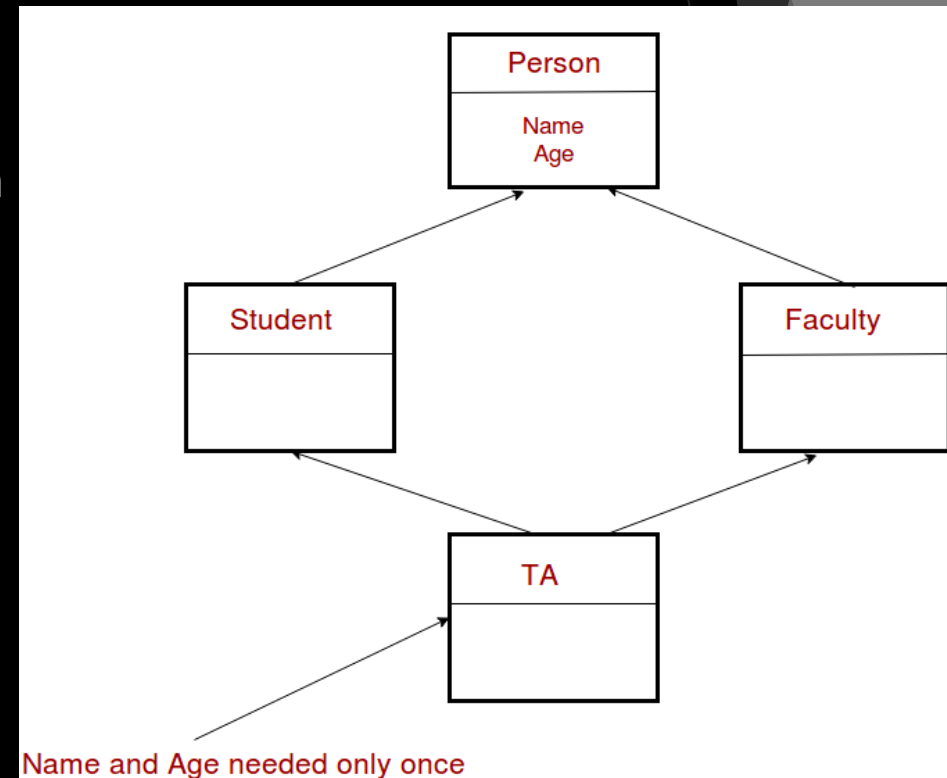 Person
Name
Age
Student
Faculty
TA
Name and Age needed only once